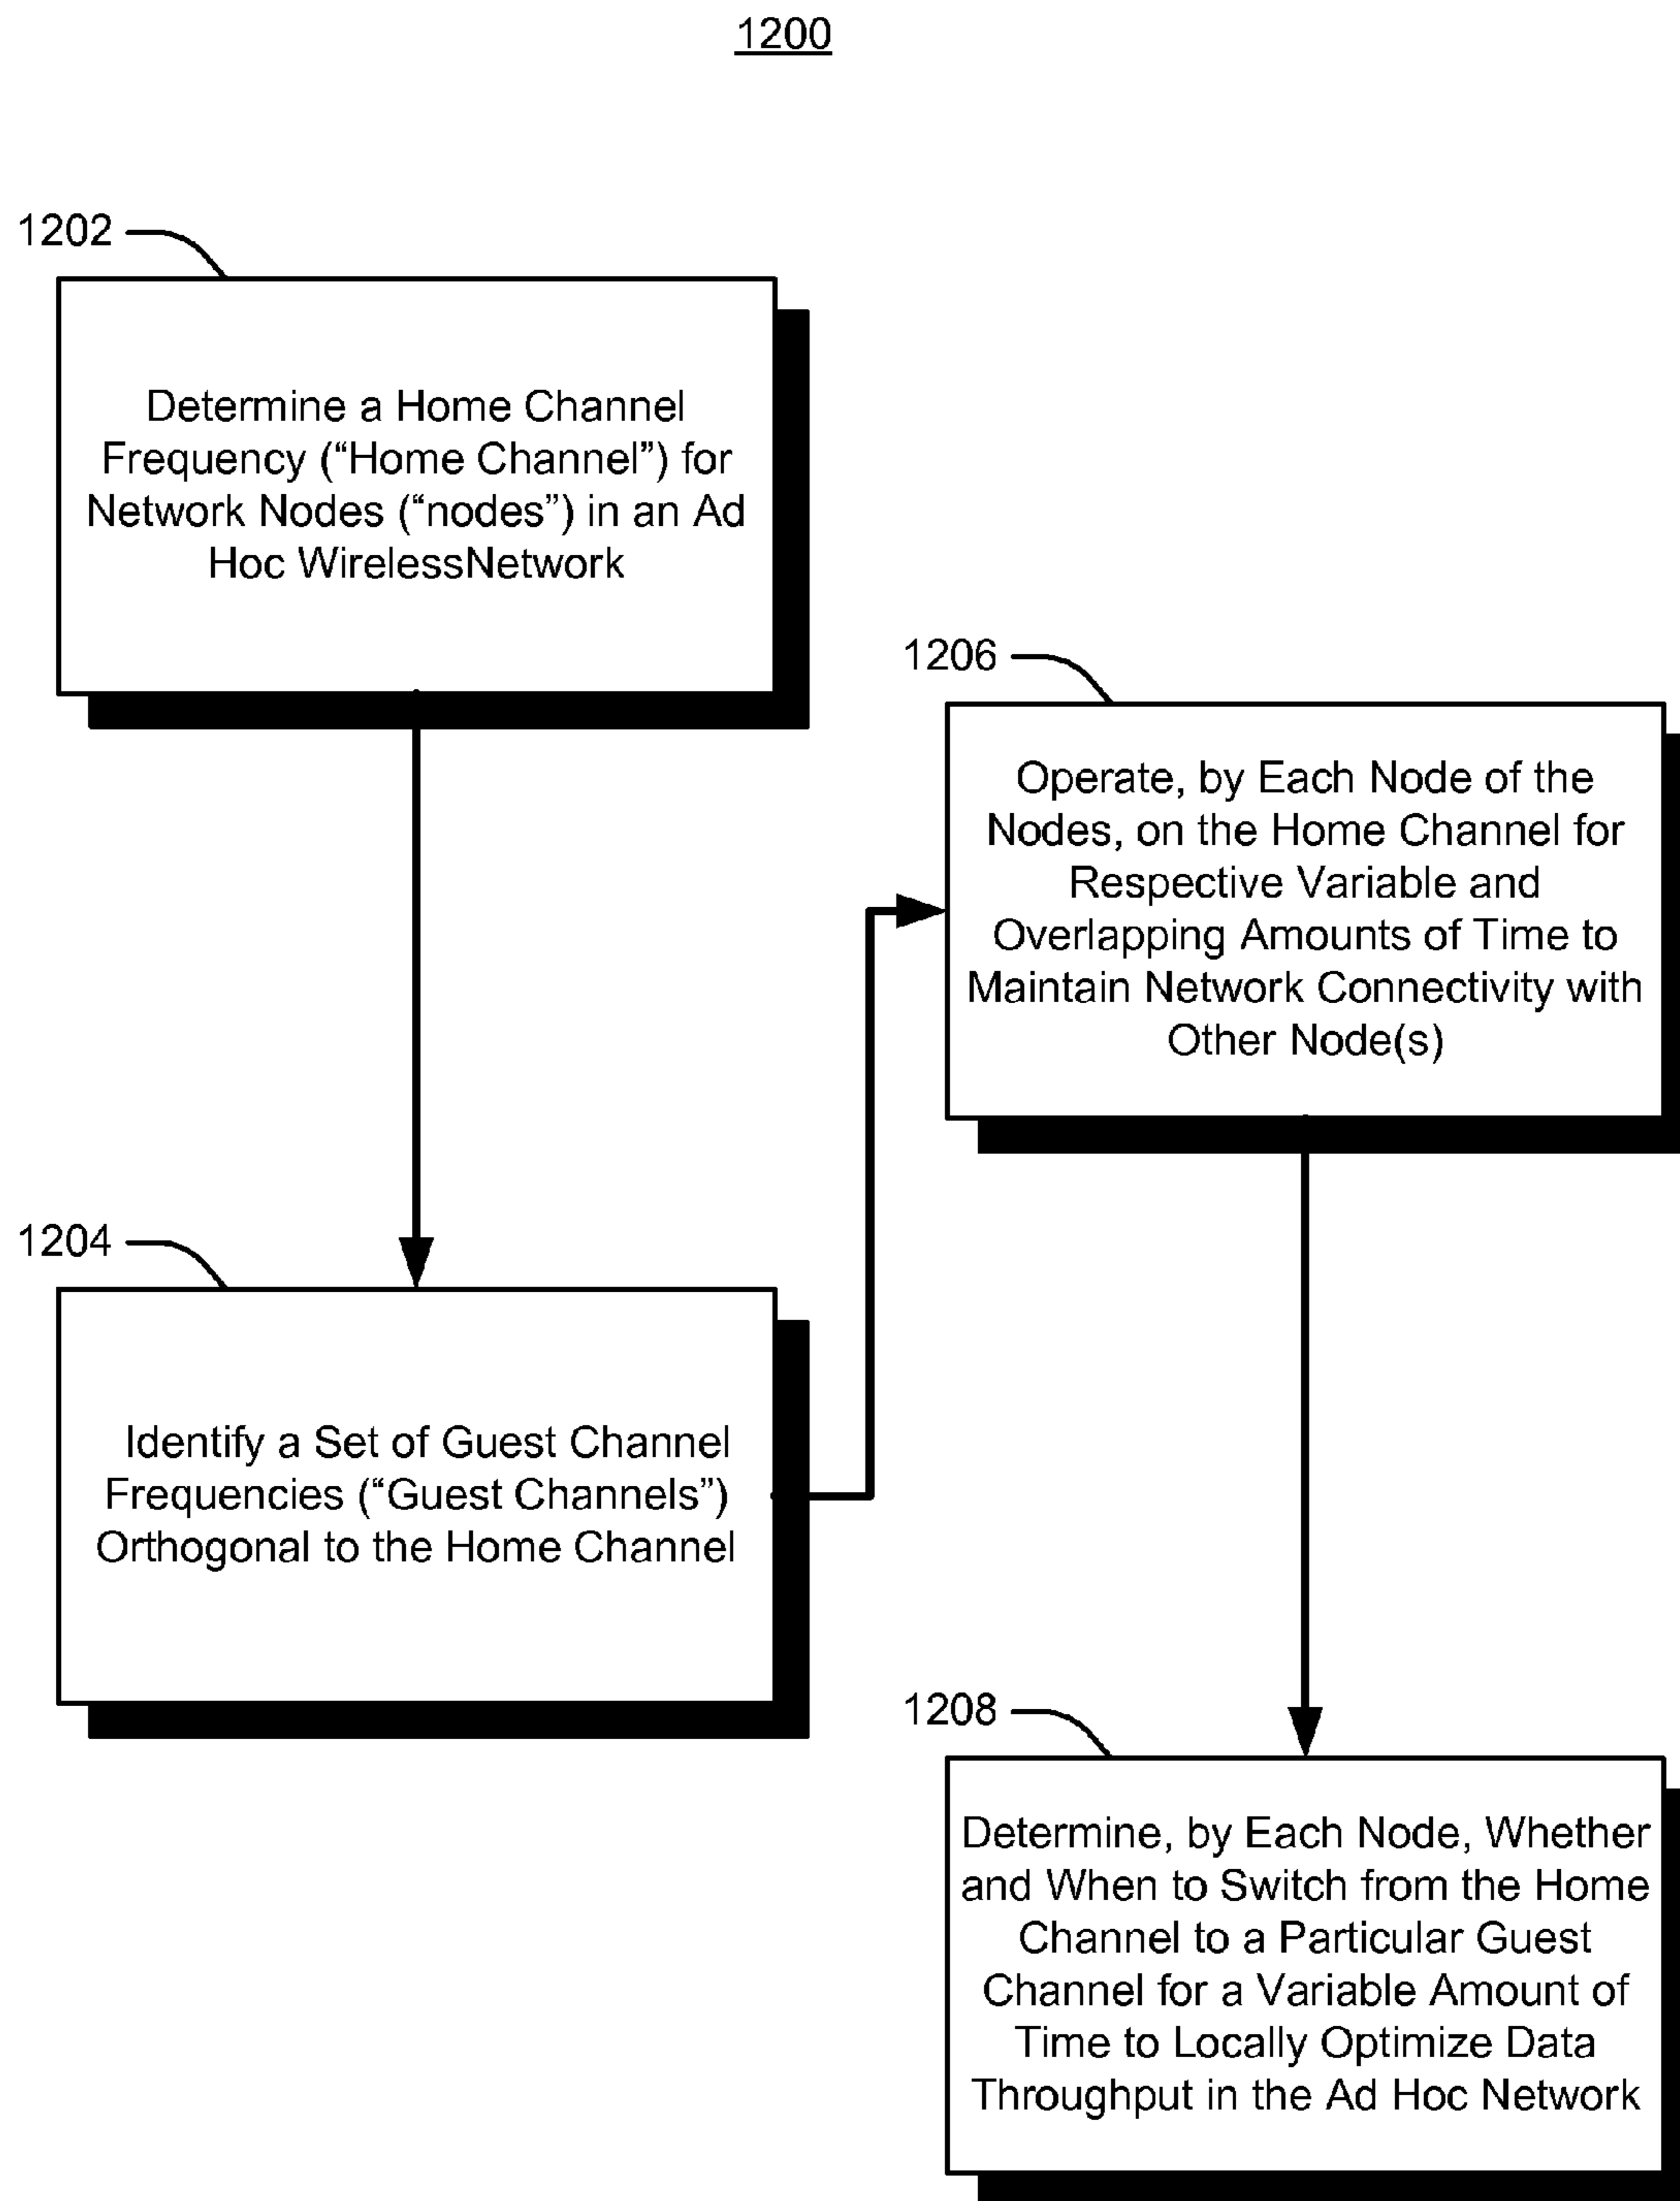 1200
1202
Determine a Home Channel
Frequency (“Home Channel”) for
Network Nodes (“nodes”) in an Ad
Hoc WirelessNetwork
1204
Identify a Set of Guest Channel
Frequencies (“Guest Channels”)
Orthogonal to the Home Channel
1206
Operate, by Each Node of the
Nodes, on the Home Channel for
Respective Variable and
Overlapping Amounts of Time to
Maintain Network Connectivity with
Other Node(s)
1208
Determine, by Each Node, Whether
and When to Switch from the Home
Channel to a Particular Guest
Channel for a Variable Amount of
Time to Locally Optimize Data
Throughput in the Ad Hoc Network